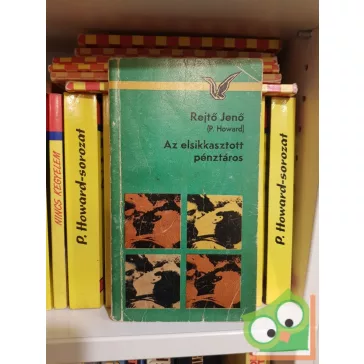 Rejtő Jenő
(P. Howard)
Az elsikkasztott
pénztáros
NINCS KEGYELEM
P. Howard-sorozat
P. Howard-sorozat